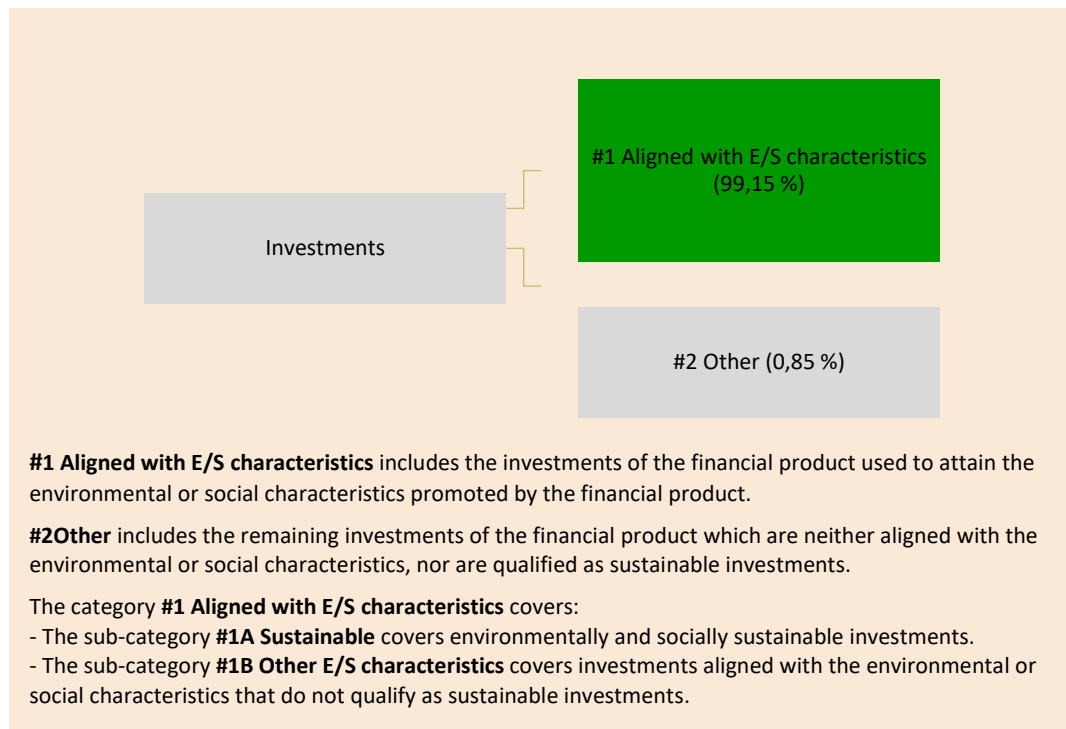 #1 Aligned with E/S characteristics
(99,15 %)
Investments
#2 Other (0,85 %)
#1 Aligned with E/S characteristics includes the investments of the financial product used to attain the
environmental or social characteristics promoted by the financial product.
#2Other includes the remaining investments of the financial product which are neither aligned with the
environmental or social characteristics, nor are qualified as sustainable investments.
The category #1 Aligned with E/S characteristics covers:
- The sub-category #1A Sustainable covers environmentally and socially sustainable investments.
- The sub-category #1B Other E/S characteristics covers investments aligned with the environmental or
social characteristics that do not qualify as sustainable investments.